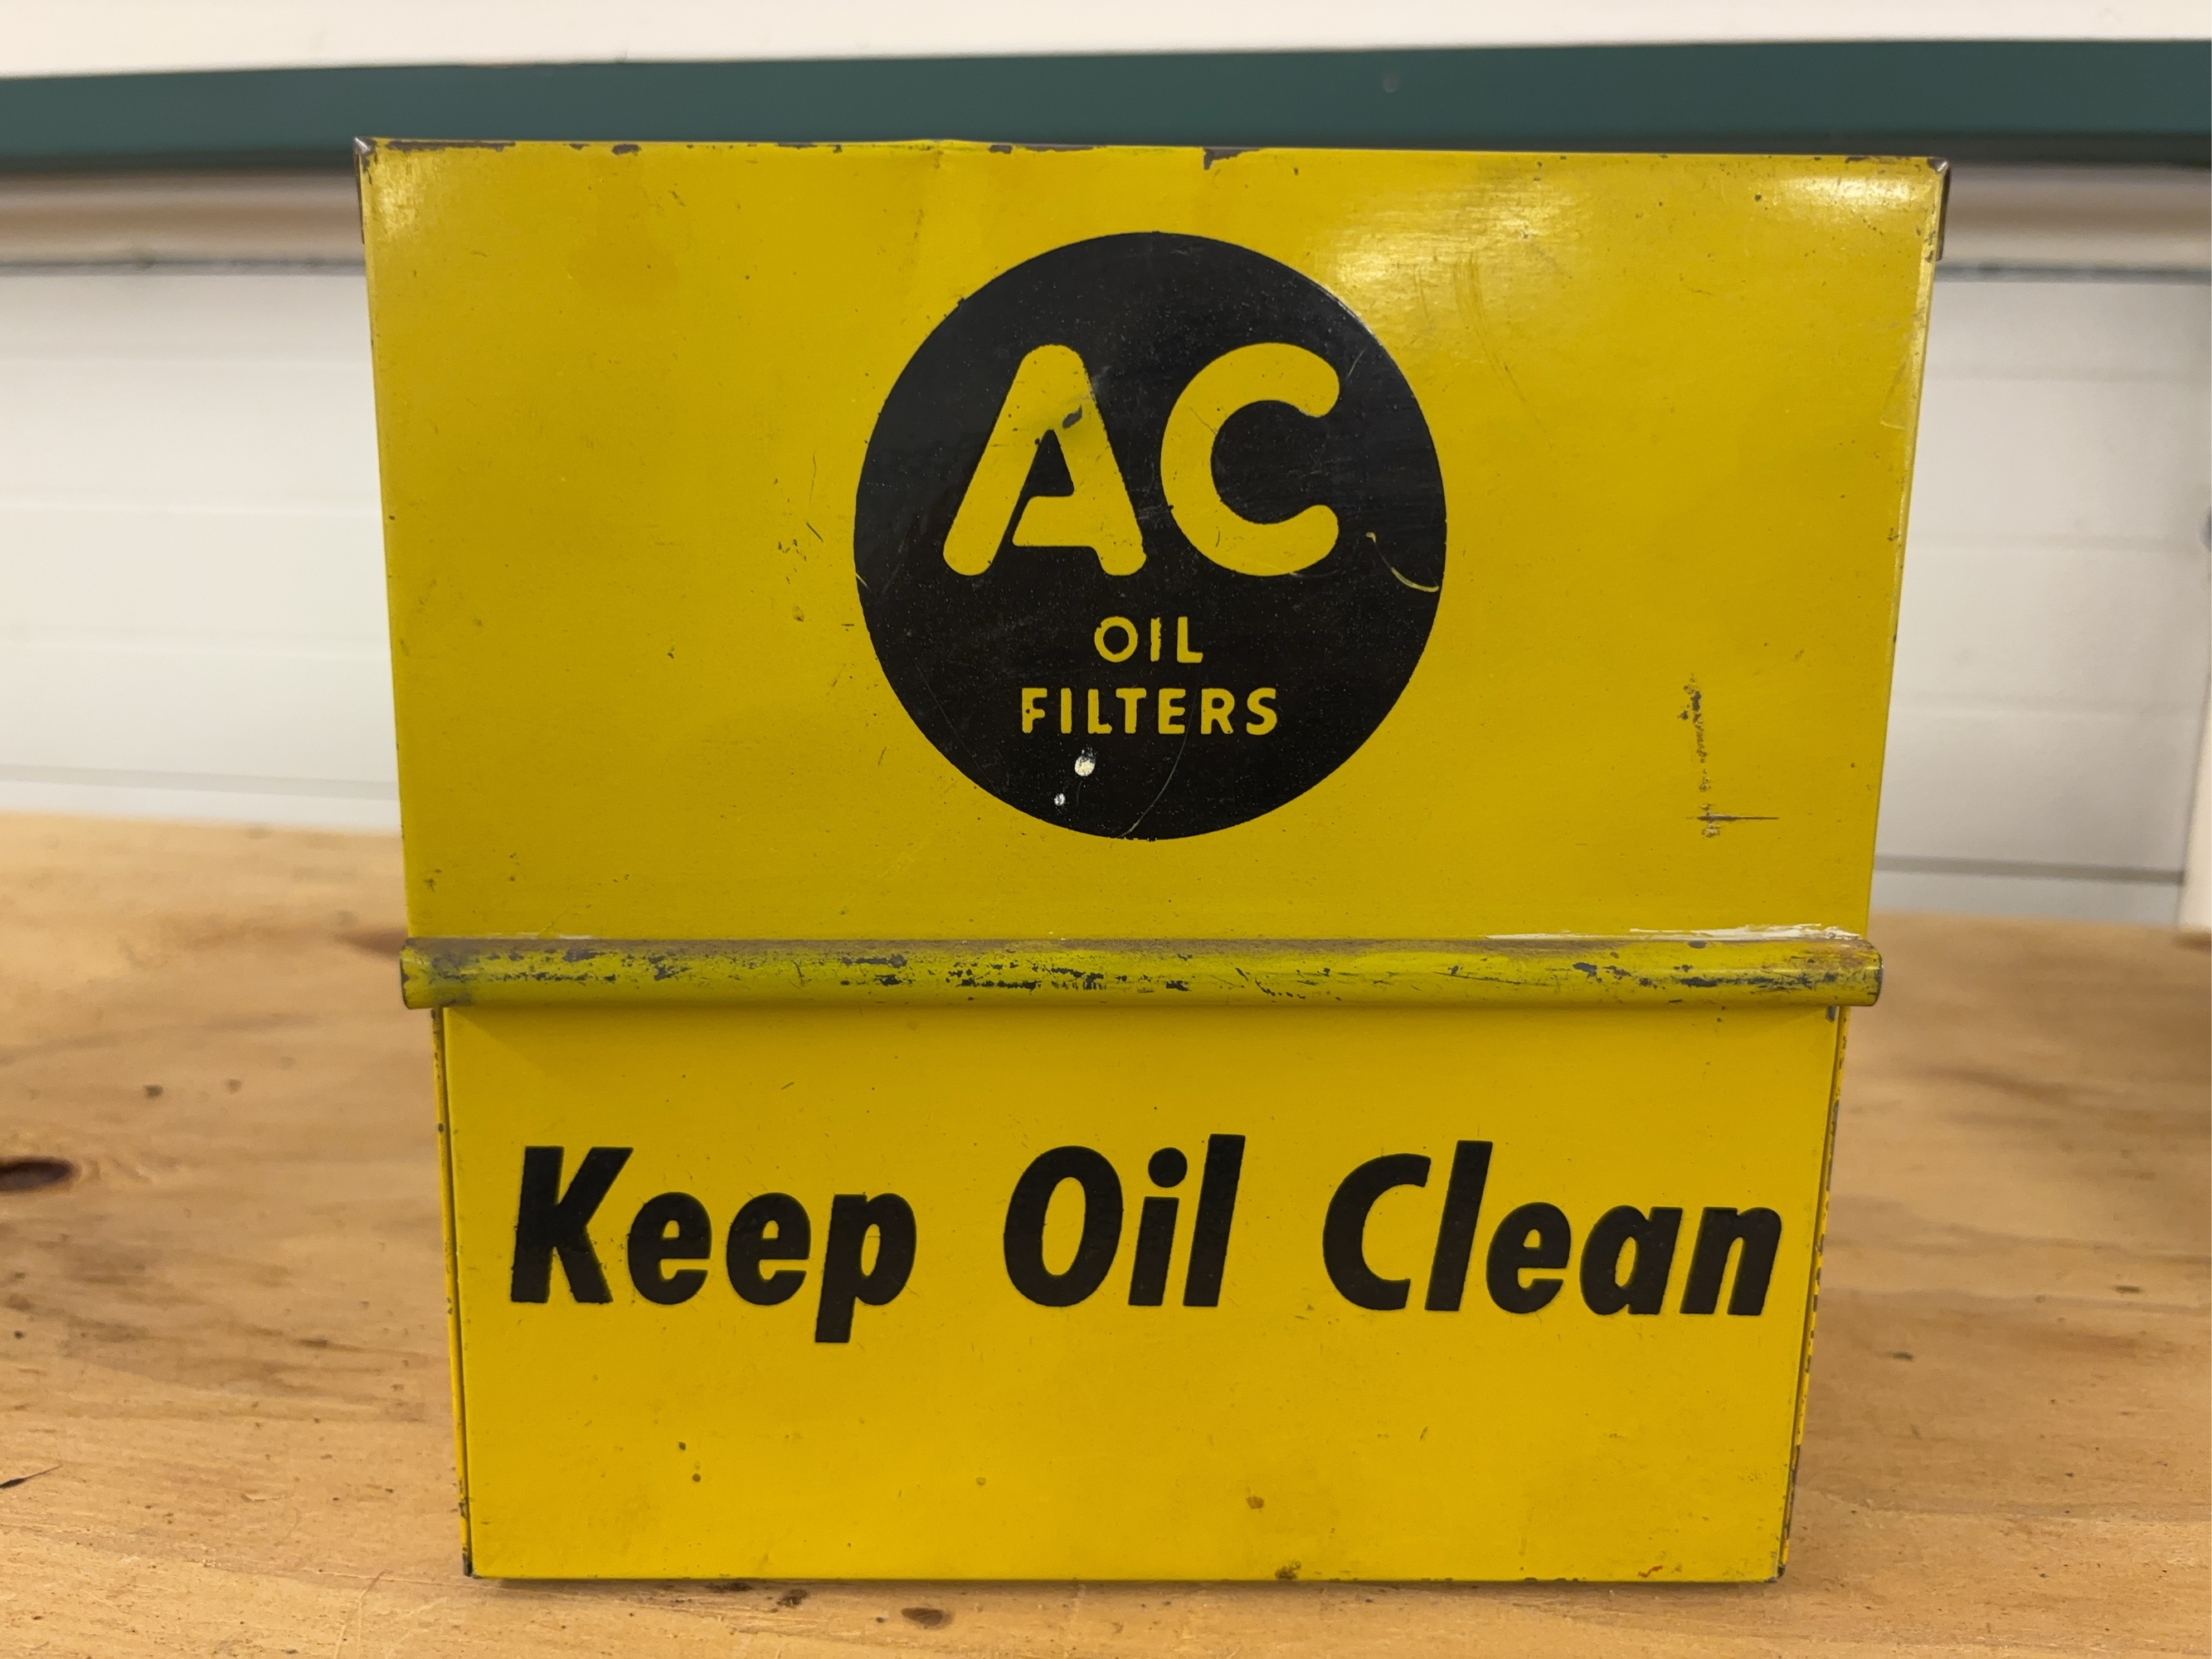 AC
OIL
FILTERS
Keep Oil Clean